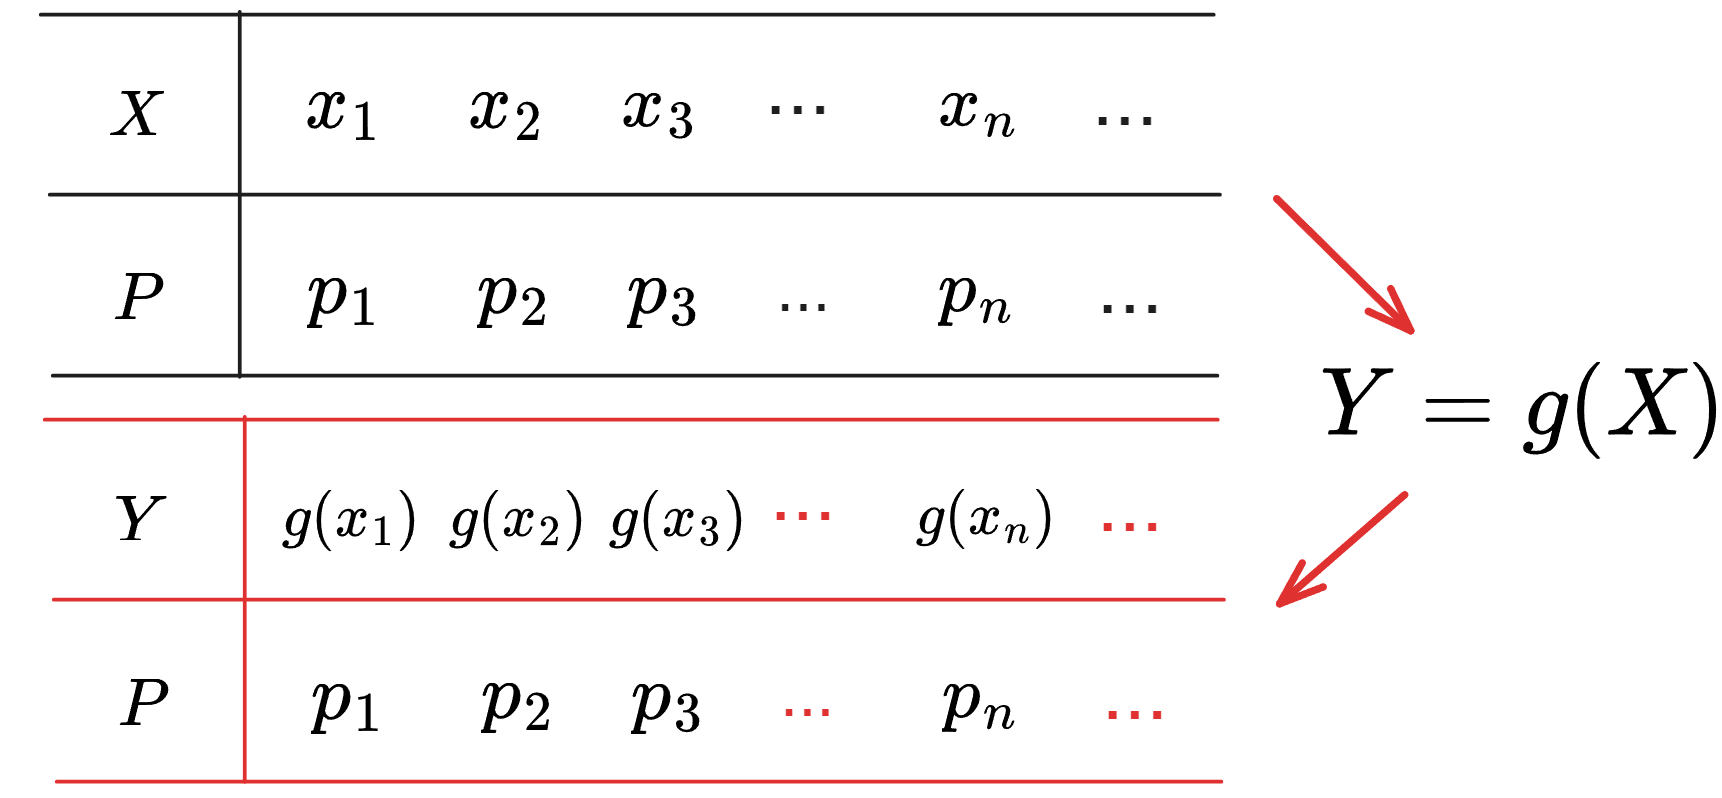 X x₁ x₂ x₃ ⋯ xₙ ⋯
P p₁ p₂ p₃ ⋯ pₙ ⋯
Y = g(X)
Y g(x₁) g(x₂) g(x₃) ⋯ g(xₙ) ⋯
P p₁ p₂ p₃ ⋯ pₙ ⋯